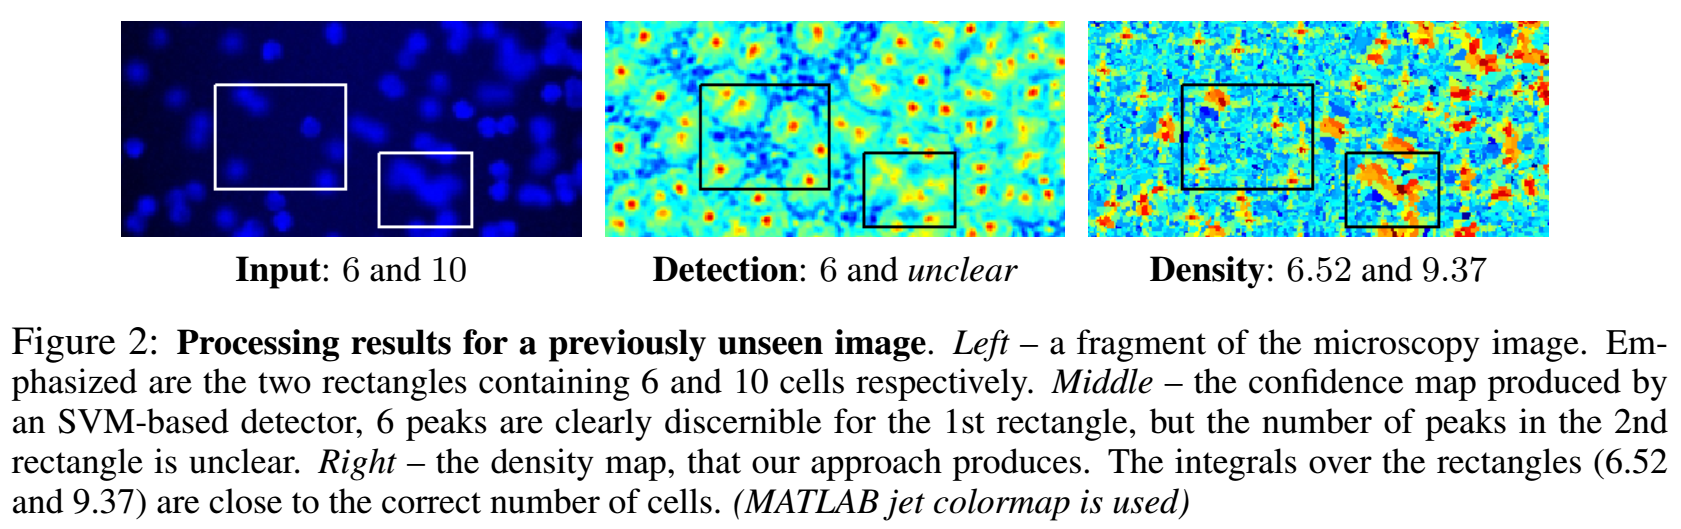 Input: 6 and 10
Detection: 6 and unclear
Density: 6.52 and 9.37
Figure 2: Processing results for a previously unseen image. Left – a fragment of the microscopy image. Em-
phasized are the two rectangles containing 6 and 10 cells respectively. Middle – the confidence map produced by
an SVM-based detector, 6 peaks are clearly discernible for the 1st rectangle, but the number of peaks in the 2nd
rectangle is unclear. Right – the density map, that our approach produces. The integrals over the rectangles (6.52
and 9.37) are close to the correct number of cells. (MATLAB jet colormap is used)